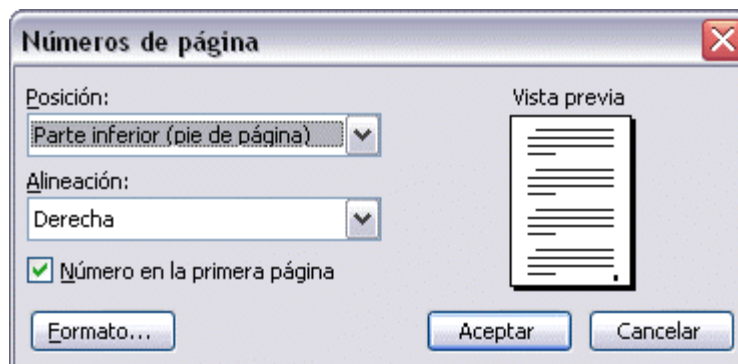 Números de página
Posición:
Vista previa
Parte inferior (pie de página)
Alineación:
Derecha
Número en la primera página
Formato...
Aceptar
Cancelar